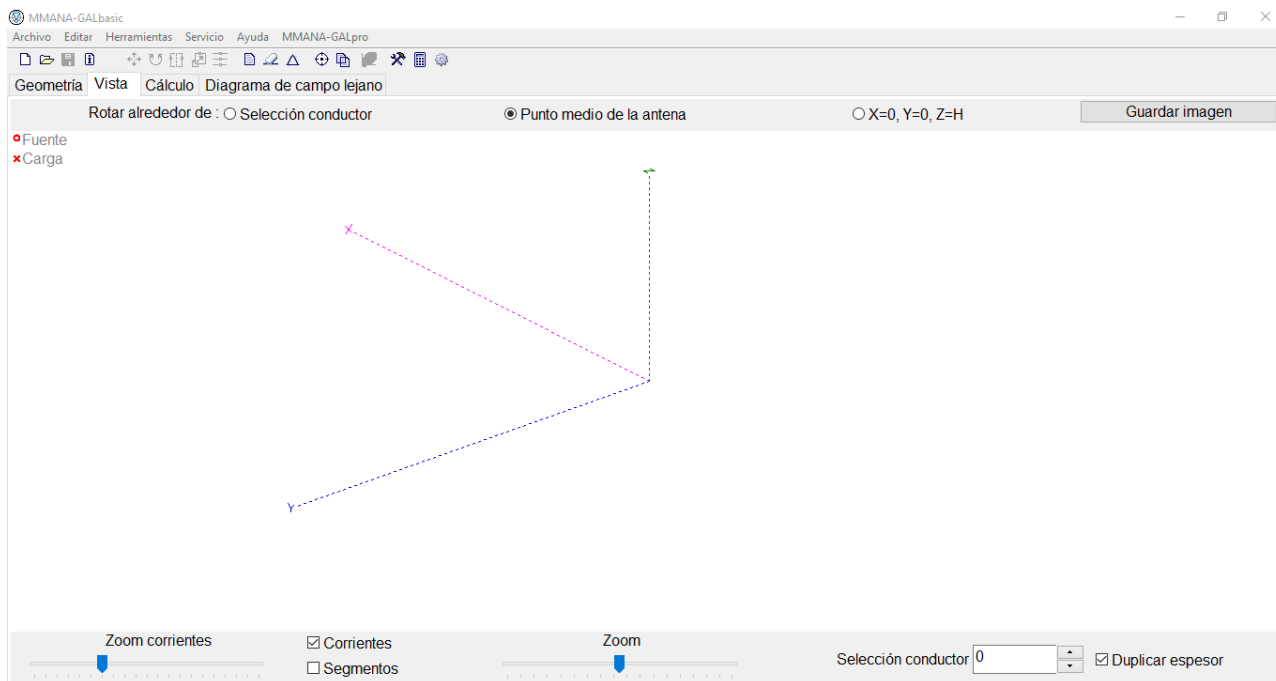 MMANA-GALbasic
Archivo Editar Herramientas Servicio Ayuda MMANA-GALpro
Geometría Vista Cálculo Diagrama de campo lejano
Rotar alrededor de : Selección conductor Punto medio de la antena X=0, Y=0, Z=H Guardar imagen
Fuente
Carga
X
Y
Zoom corrientes Corrientes Zoom
Segmentos Selección conductor 0 Duplicar espesor